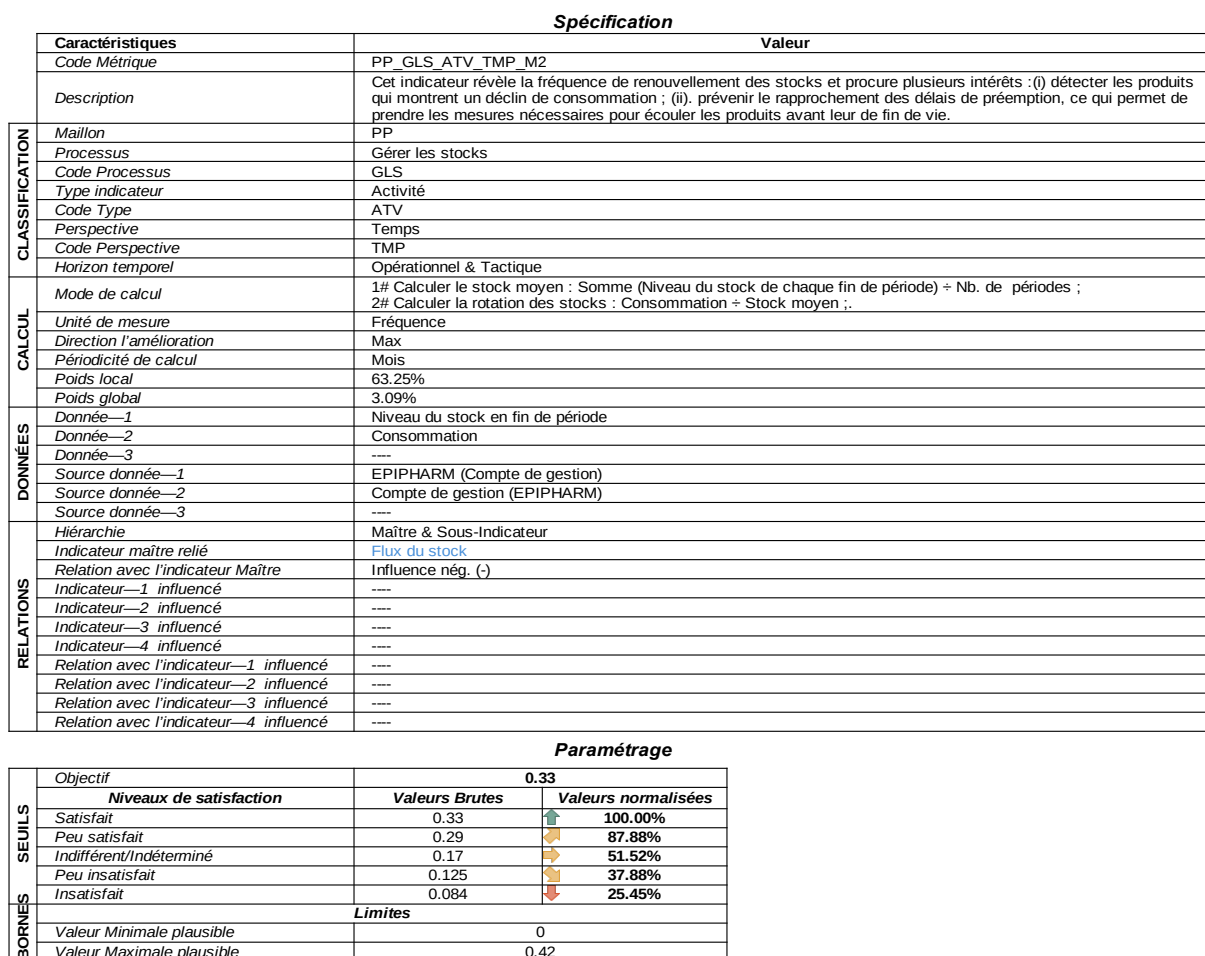 Spécification
Caractéristiques Valeur
Code Métrique PP_GLS_ATV_TMP_M2
Description Cet indicateur révèle la fréquence de renouvellement des stocks et procure plusieurs intérêts :(i) détecter les produits
qui montrent un déclin de consommation ; (ii). prévenir le rapprochement des délais de préemption, ce qui permet de
prendre les mesures nécessaires pour écouler les produits avant leur de fin de vie.
CLASSIFICATION
Maillon PP
Processus Gérer les stocks
Code Processus GLS
Type indicateur Activité
Code Type ATV
Perspective Temps
Code Perspective TMP
Horizon temporel Opérationnel & Tactique
CALCUL
Mode de calcul 1# Calculer le stock moyen : Somme (Niveau du stock de chaque fin de période) ÷ Nb. de périodes ;
2# Calculer la rotation des stocks : Consommation ÷ Stock moyen ;.
Unité de mesure Fréquence
Direction l'amélioration Max
Périodicité de calcul Mois
Poids local 63.25%
Poids global 3.09%
DONNÉES
Donnée—1 Niveau du stock en fin de période
Donnée—2 Consommation
Donnée—3 ----
Source donnée—1 EPIPHARM (Compte de gestion)
Source donnée—2 Compte de gestion (EPIPHARM)
Source donnée—3 ----
RELATIONS
Hiérarchie Maître & Sous-Indicateur
Indicateur maître relié Flux du stock
Relation avec l'indicateur Maître Influence nég. (-)
Indicateur—1 influencé ----
Indicateur—2 influencé ----
Indicateur—3 influencé ----
Indicateur—4 influencé ----
Relation avec l'indicateur—1 influencé ----
Relation avec l'indicateur—2 influencé ----
Relation avec l'indicateur—3 influencé ----
Relation avec l'indicateur—4 influencé ----
Paramétrage
SEUILS
Objectif 0.33
Niveaux de satisfaction Valeurs Brutes Valeurs normalisées
Satisfait 0.33 100.00%
Peu satisfait 0.29 87.88%
Indifférent/Indéterminé 0.17 51.52%
Peu insatisfait 0.125 37.88%
Insatisfait 0.084 25.45%
BORNES
Limites
Valeur Minimale plausible 0
Valeur Maximale plausible 0.42